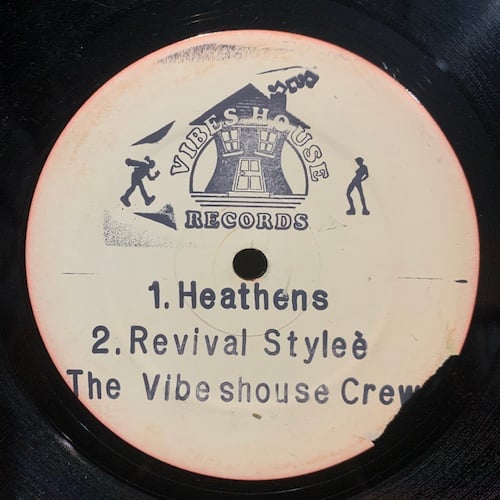 VIBES HOUSE
RECORDS
1. Heathens
2. Revival Styleè
The Vibeshouse Crew